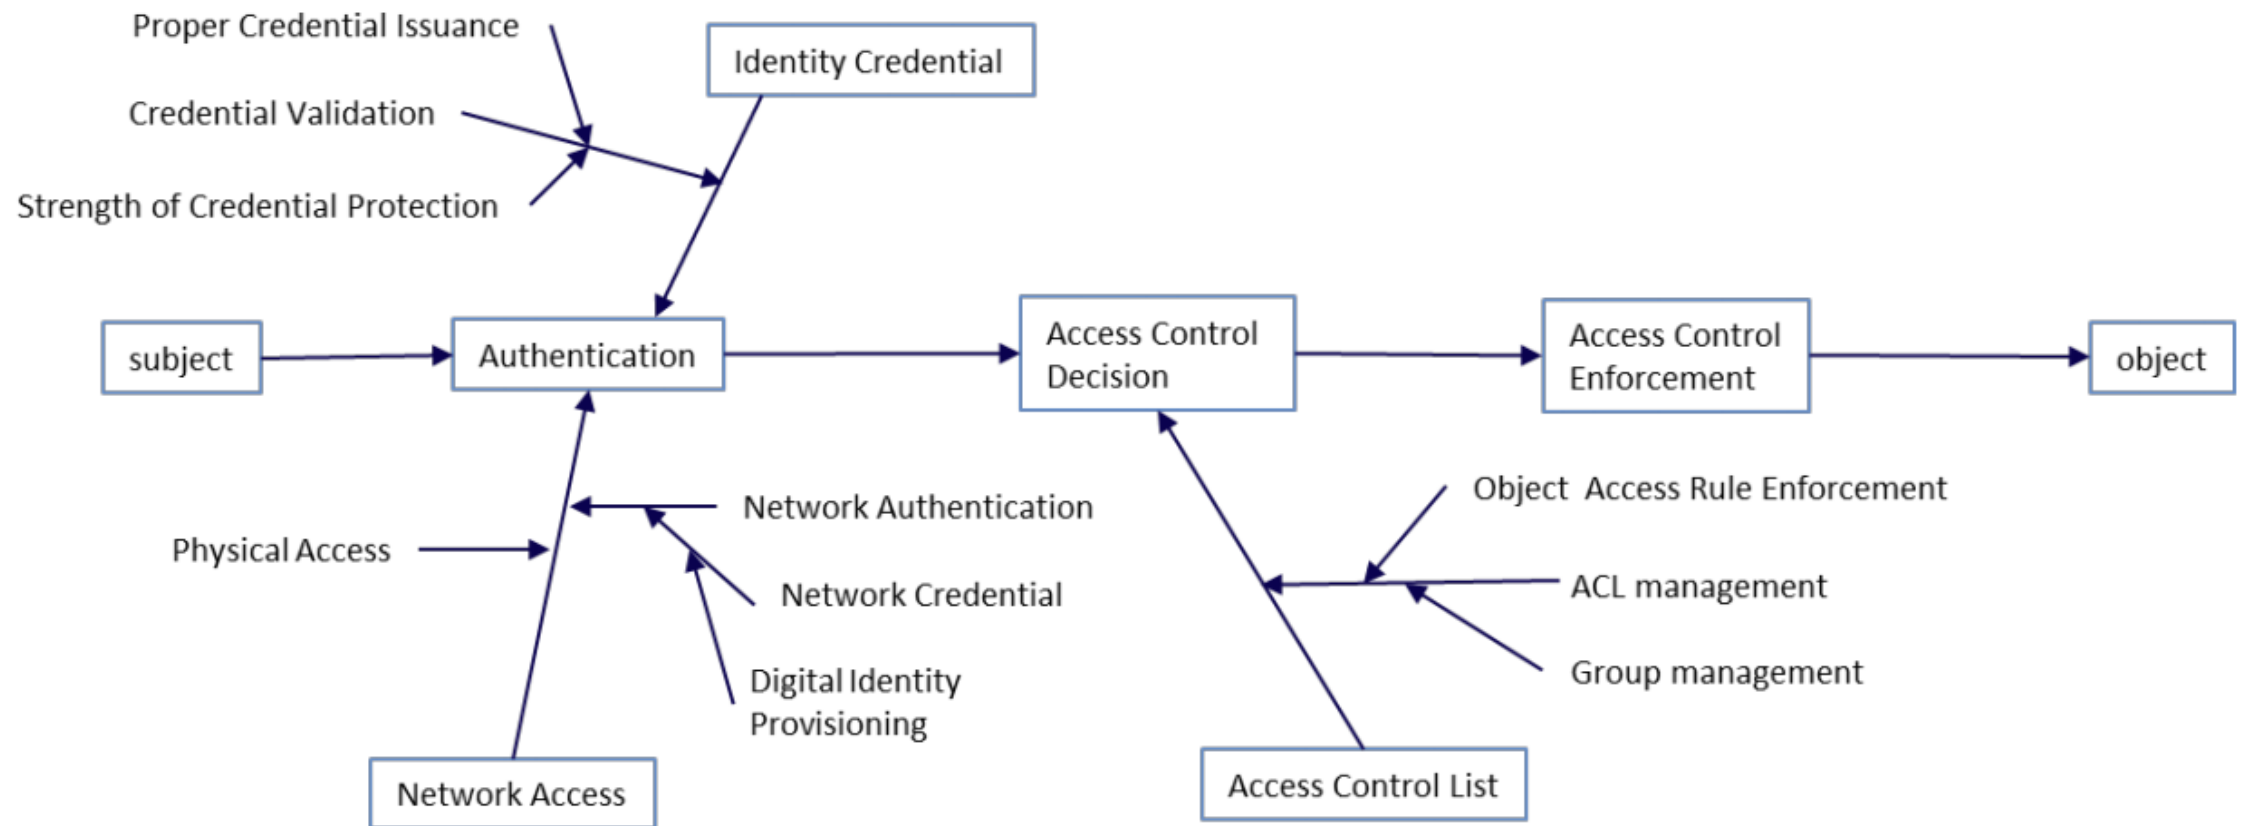 Proper Credential Issuance
Identity Credential
Credential Validation
Strength of Credential Protection
subject
Authentication
Access Control
Decision
Access Control
Enforcement
object
Object Access Rule Enforcement
Network Authentication
Physical Access
ACL management
Network Credential
Group management
Digital Identity
Provisioning
Network Access
Access Control List